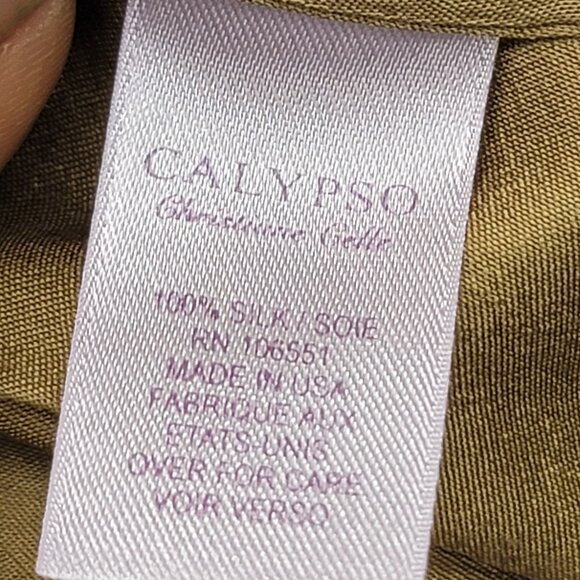 CALYPSO
Christiane Celle
100% SILK / SOIE
RN 106551
MADE IN USA
FABRIQUE AUX
ETATS-UNIS
OVER FOR CARE
VOIR VERSO